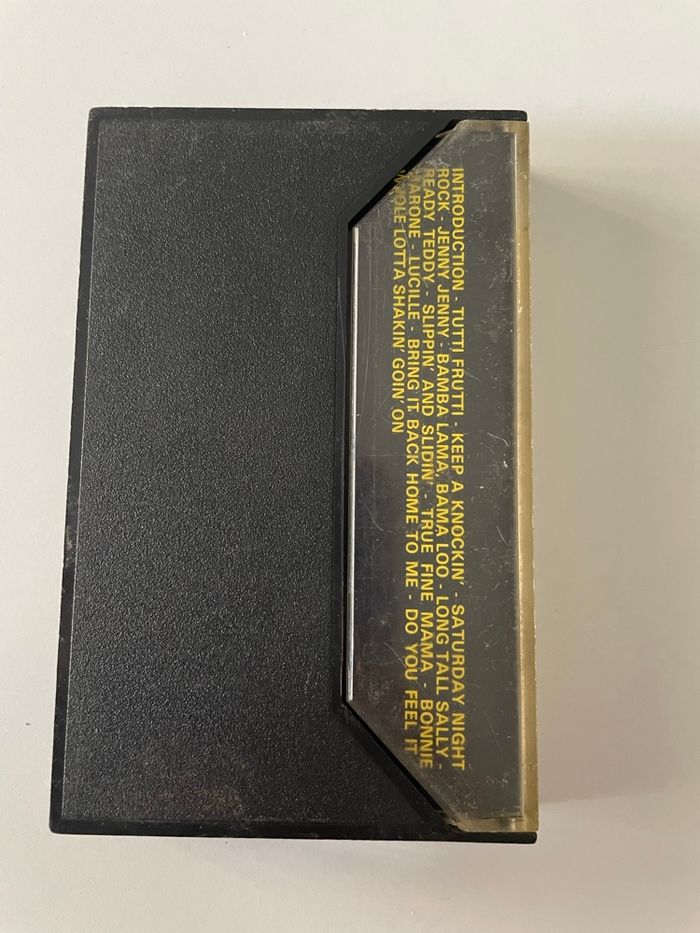 INTRODUCTION - TUTTI FRUTTI - KEEP A KNOCKIN' - SATURDAY NIGHT
ROCK - JENNY JENNY - BAMBA LAMA, BAMA LOO - LONG TALL SALLY -
READY TEDDY - SLIPPIN' AND SLIDIN' - TRUE FINE MAMA - BONNIE
MARONE - LUCILLE - BRING IT BACK HOME TO ME - DO YOU FEEL IT
WHOLE LOTTA SHAKIN' GOIN' ON